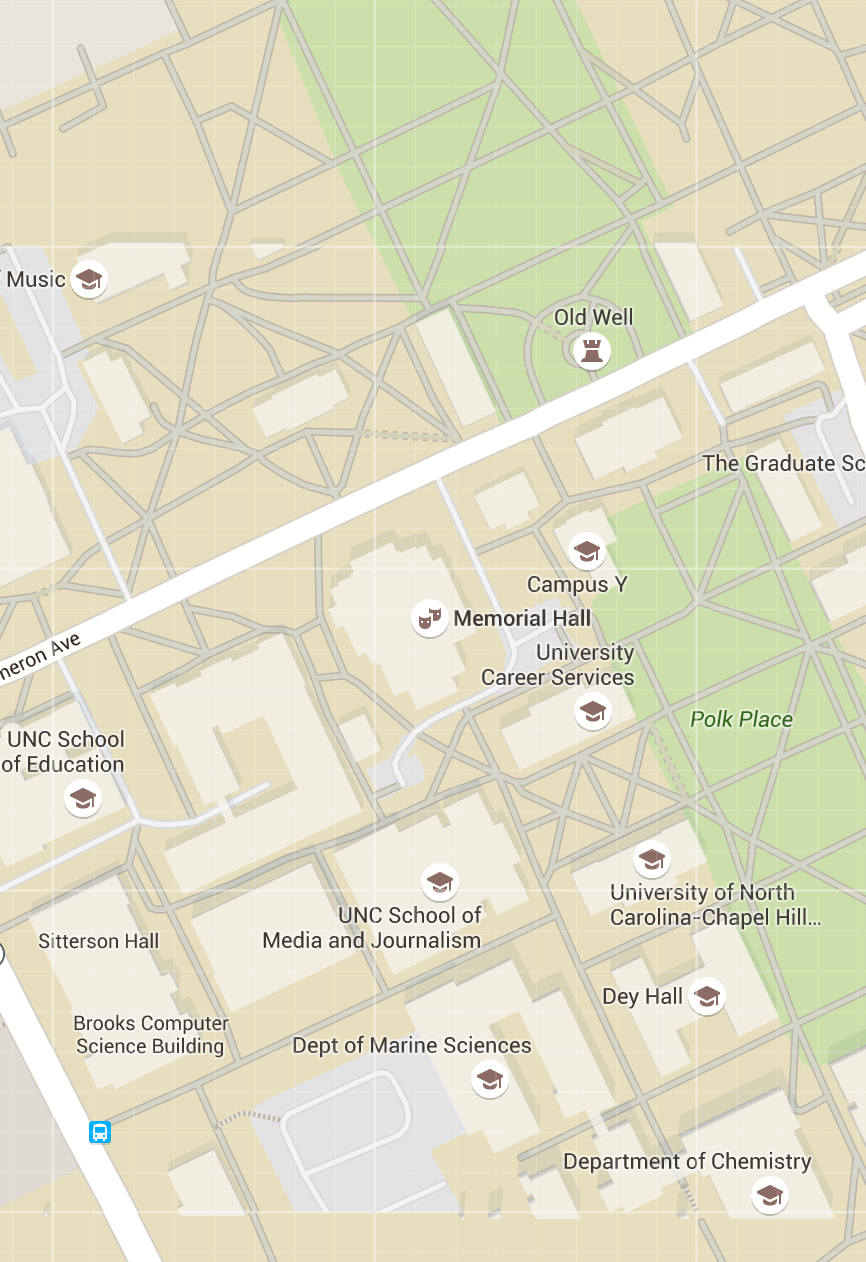 Music
Old Well
The Graduate Sc
Campus Y
Memorial Hall
University
Career Services
meron Ave
Polk Place
UNC School
of Education
University of North
Carolina-Chapel Hill...
UNC School of
Media and Journalism
Sitterson Hall
Dey Hall
Brooks Computer
Science Building
Dept of Marine Sciences
Department of Chemistry